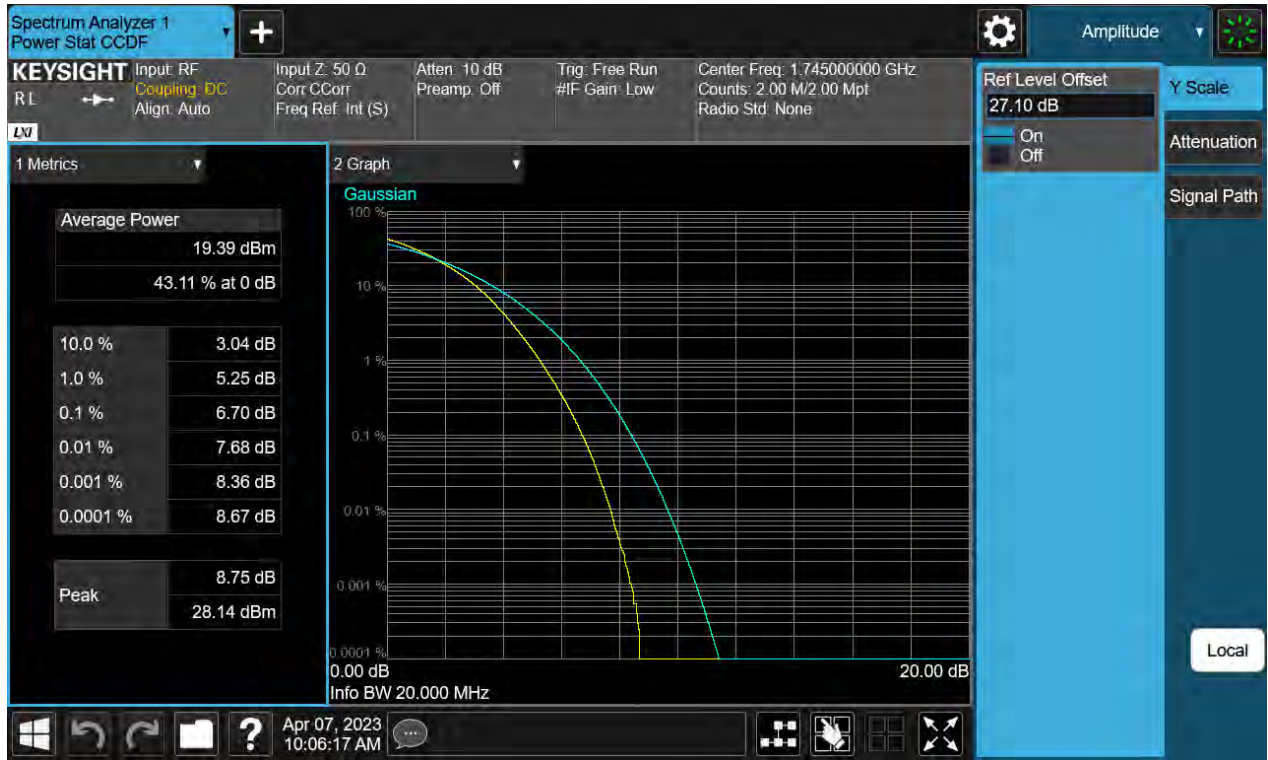 Spectrum Analyzer 1
Power Stat CCDF
+
Amplitude
KEYSIGHT
RL
LXI
Input: RF
Coupling: DC
Align: Auto
Input Z: 50 Ω
Corr CCorr
Freq Ref: Int (S)
Atten: 10 dB
Preamp: Off
Trig: Free Run
#IF Gain: Low
Center Freq: 1.745000000 GHz
Counts: 2.00 M/2.00 Mpt
Radio Std: None
Ref Level Offset
27.10 dB
On
Off
Y Scale
Attenuation
Signal Path
Local
1 Metrics
Average Power
19.39 dBm
43.11 % at 0 dB
10.0 % 3.04 dB
1.0 % 5.25 dB
0.1 % 6.70 dB
0.01 % 7.68 dB
0.001 % 8.36 dB
0.0001 % 8.67 dB
Peak
8.75 dB
28.14 dBm
2 Graph
Gaussian
100 %
10 %
1 %
0.1 %
0.01 %
0.001 %
0.0001 %
0.00 dB 20.00 dB
Info BW 20.000 MHz
?
Apr 07, 2023
10:06:17 AM